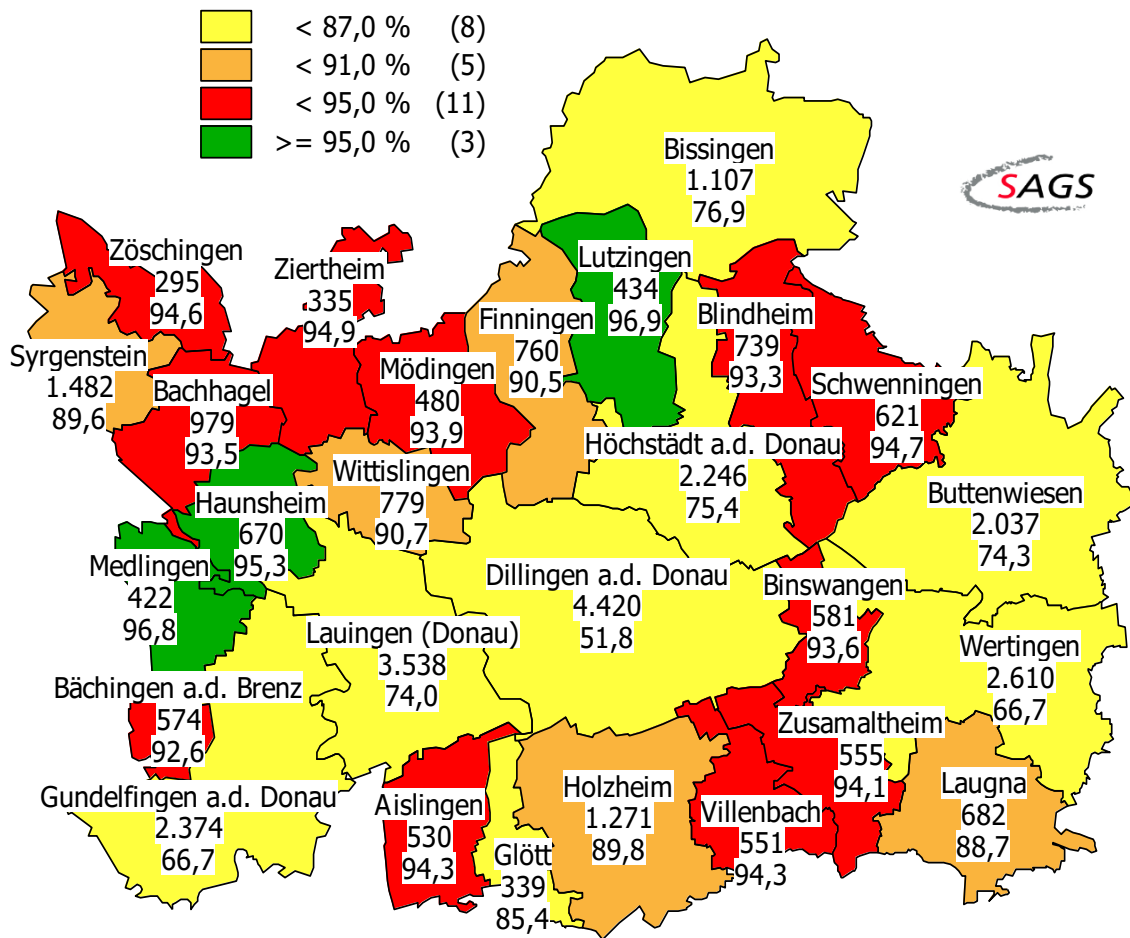 < 87,0 % (8)
< 91,0 % (5)
< 95,0 % (11)
>= 95,0 % (3)
SAGS
Bissingen
1.107
76,9
Zöschingen
295
94,6
Ziertheim
335
94,9
Lutzingen
434
96,9
Finningen
760
90,5
Blindheim
739
93,3
Syrgenstein
1.482
89,6
Bachhagel
979
93,5
Mödingen
480
93,9
Schwenningen
621
94,7
Höchstädt a.d. Donau
2.246
75,4
Wittislingen
779
90,7
Haunsheim
670
95,3
Buttenwiesen
2.037
74,3
Medlingen
422
96,8
Dillingen a.d. Donau
4.420
51,8
Binswangen
581
93,6
Lauingen (Donau)
3.538
74,0
Wertingen
2.610
66,7
Bächingen a.d. Brenz
574
92,6
Zusamaltheim
555
94,1
Gundelfingen a.d. Donau
2.374
66,7
Aislingen
530
94,3
Holzheim
1.271
89,8
Villenbach
551
94,3
Laugna
682
88,7
Glött
339
85,4